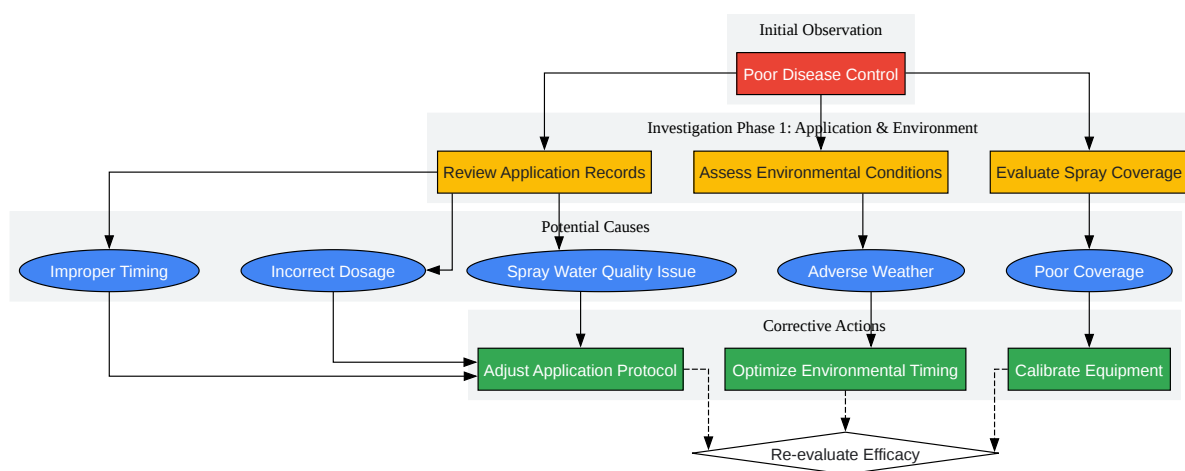 Initial Observation
Poor Disease Control
Investigation Phase 1: Application & Environment
Review Application Records
Assess Environmental Conditions
Evaluate Spray Coverage
Potential Causes
Improper Timing
Incorrect Dosage
Spray Water Quality Issue
Adverse Weather
Poor Coverage
Corrective Actions
Adjust Application Protocol
Optimize Environmental Timing
Calibrate Equipment
Re-evaluate Efficacy